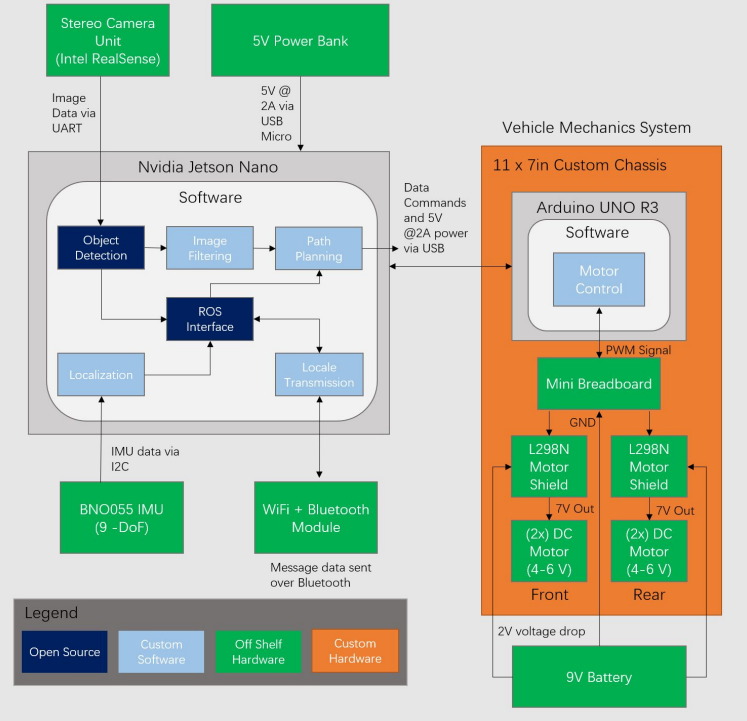 Stereo Camera
Unit
(Intel RealSense)
5V Power Bank
Image
Data via
UART
5V @
2A via
USB
Micro
Nvidia Jetson Nano
Software
Object
Detection
Image
Filtering
Path
Planning
ROS
Interface
Localization
Locale
Transmission
Data
Commands
and 5V
@2A power
via USB
IMU data via
I2C
BNO055 IMU
(9 -DoF)
WiFi + Bluetooth
Module
Message data sent
over Bluetooth
Vehicle Mechanics System
11 x 7in Custom Chassis
Arduino UNO R3
Software
Motor
Control
PWM Signal
Mini Breadboard
GND
L298N
Motor
Shield
L298N
Motor
Shield
7V Out
7V Out
(2x) DC
Motor
(4-6 V)
(2x) DC
Motor
(4-6 V)
Front
Rear
2V voltage drop
9V Battery
Legend
Open Source
Custom
Software
Off Shelf
Hardware
Custom
Hardware